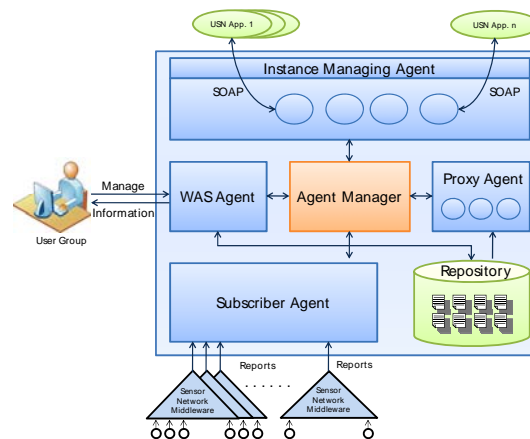 USN App. 1
USN App. n
Instance Managing Agent
SOAP
SOAP
Manage
Information
User Group
WAS Agent
Agent Manager
Proxy Agent
Repository
Subscriber Agent
Reports
Reports
Sensor
Network
Middleware
. . . . . .
Sensor
Network
Middleware